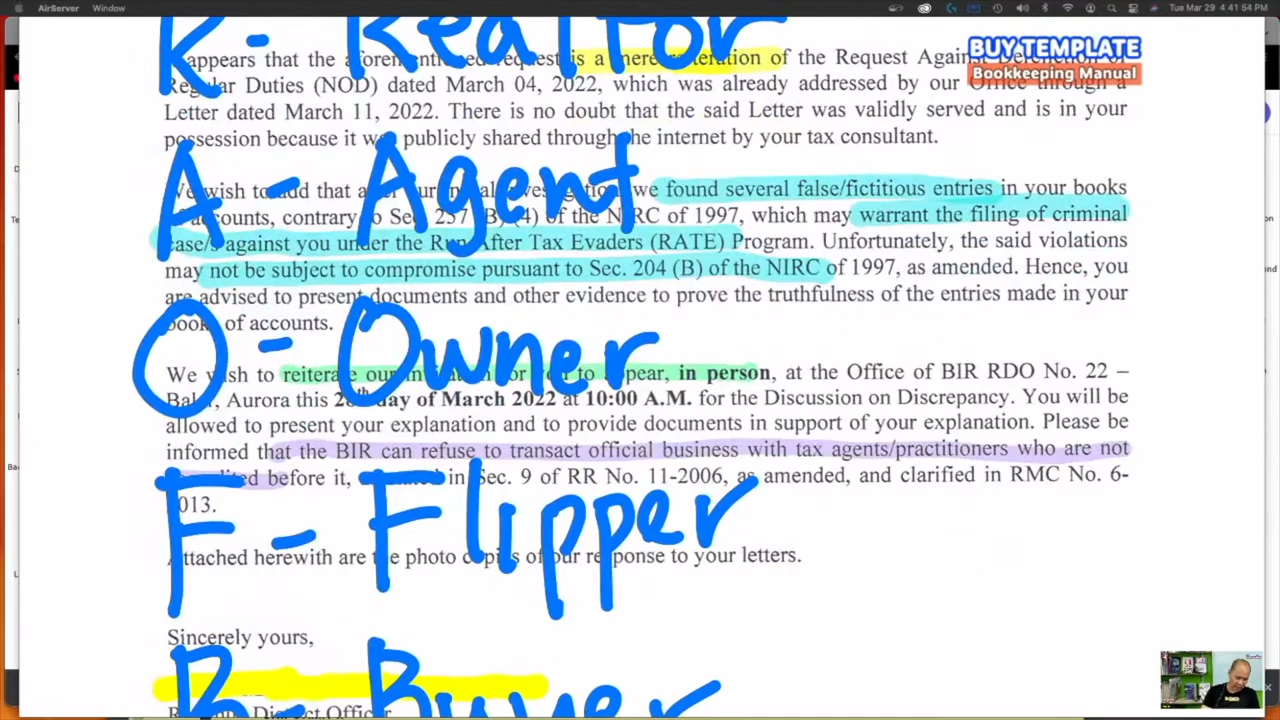 AirServer Window Tue Mar 29 4:41:54 PM
R - Realtor
BUY TEMPLATE
Bookkeeping Manual
appears that the request is a mere of the Request Against Dereliction of
Regular Duties (NOD) dated March 04, 2022, which was already addressed by our Office through a
Letter dated March 11, 2022. There is no doubt that the said Letter was validly served and is in your
possession because it was publicly shared through the internet by your tax consultant.
A - Agent
We wish to add that we found several false/fictitious entries in your books
of accounts, contrary to Sec. 257 (B) (4) of the NIRC of 1997, which may warrant the filing of criminal
case/s against you under the Run After Tax Evaders (RATE) Program. Unfortunately, the said violations
may not be subject to compromise pursuant to Sec. 204 (B) of the NIRC of 1997, as amended. Hence, you
are advised to present documents and other evidence to prove the truthfulness of the entries made in your
books of accounts.
O - Owner
We wish to reiterate our for you to appear, in person, at the Office of BIR RDO No. 22 –
Baler, Aurora this day of March 2022 at 10:00 A.M. for the Discussion on Discrepancy. You will be
allowed to present your explanation and to provide documents in support of your explanation. Please be
informed that the BIR can refuse to transact official business with tax agents/practitioners who are not
before it, in Sec. 9 of RR No. 11-2006, as amended, and clarified in RMC No. 6-
013.
F - Flipper
Attached herewith are the photo copies of our response to your letters.
Sincerely yours,
B - Buyer
Revenue District Officer